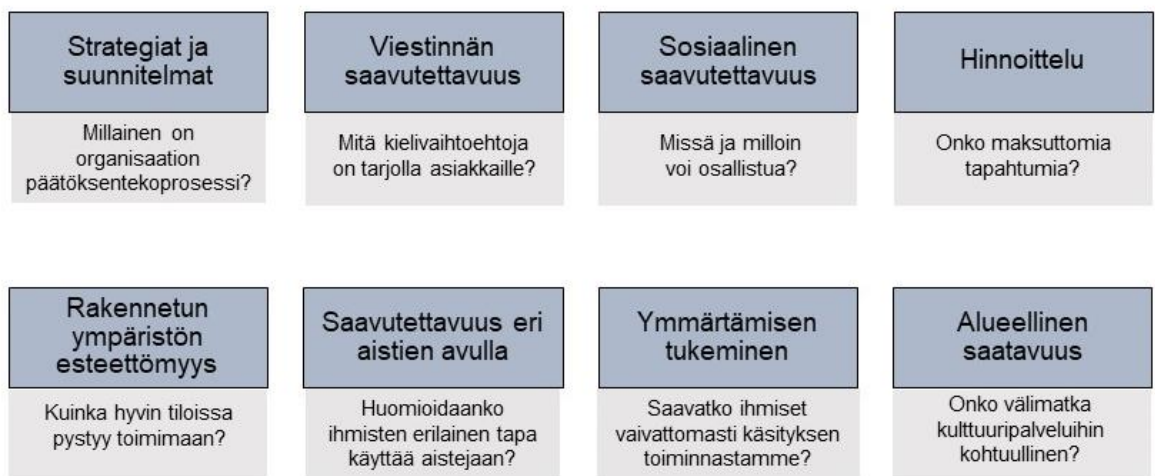 Strategiat ja
suunnitelmat
Millainen on
organisaation
päätöksentekoprosessi?
Viestinnän
saavutettavuus
Mitä kielivaihtoehtoja
on tarjolla asiakkaille?
Sosiaalinen
saavutettavuus
Missä ja milloin
voi osallistua?
Hinnoittelu
Onko maksuttomia
tapahtumia?
Rakennetun
ympäristön
esteettömyys
Kuinka hyvin tiloissa
pystyy toimimaan?
Saavutettavuus eri
aistien avulla
Huomioidaanko
ihmisten erilainen tapa
käyttää aistejaan?
Ymmärtämisen
tukeminen
Saavatko ihmiset
vaivattomasti käsityksen
toiminnastamme?
Alueellinen
saatavuus
Onko välimatka
kulttuuripalveluihin
kohtuullinen?